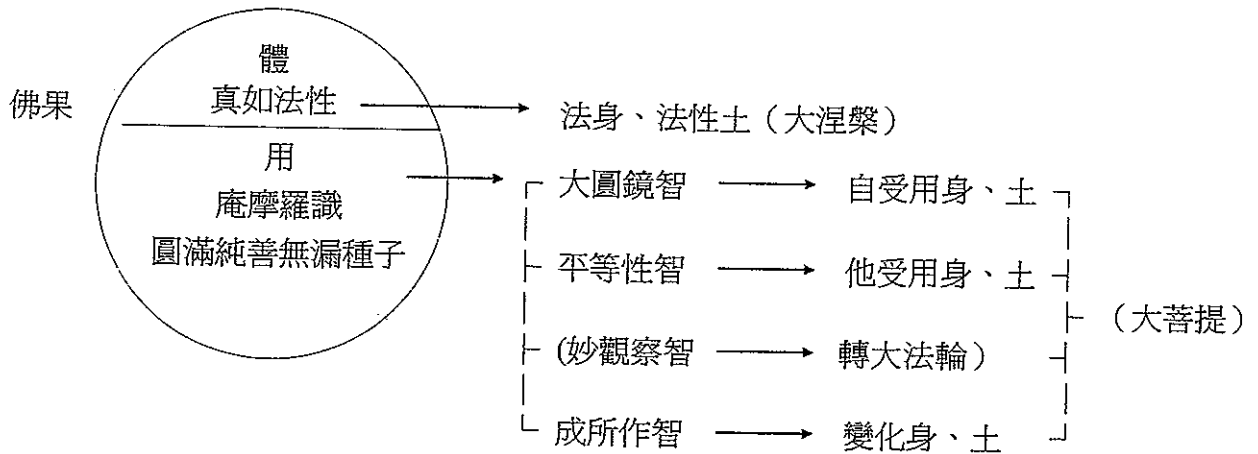 佛果
體
真如法性
法身、法性土（大涅槃）
用
庵摩羅識
圓滿純善無漏種子
大圓鏡智 自受用身、土
平等性智 他受用身、土
(妙觀察智 轉大法輪）
成所作智 變化身、土
（大菩提）